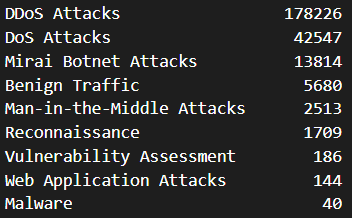 DDoS Attacks 178226
DoS Attacks 42547
Mirai Botnet Attacks 13814
Benign Traffic 5680
Man-in-the-Middle Attacks 2513
Reconnaissance 1709
Vulnerability Assessment 186
Web Application Attacks 144
Malware 40